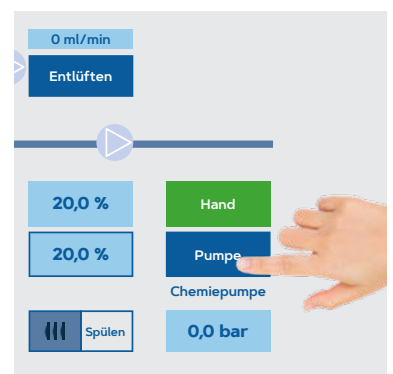 0 ml/min
Entlüften
20,0 %
Hand
20,0 %
Pumpe
Chemiepumpe
Spülen
0,0 bar